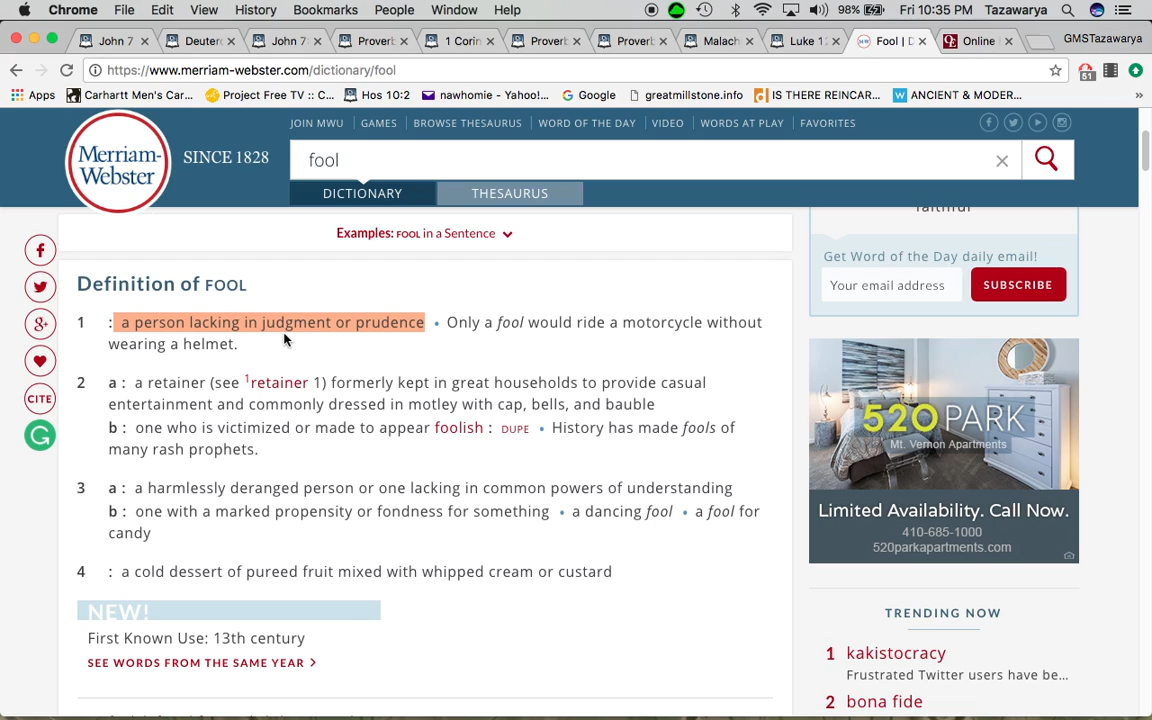 Chrome File Edit View History Bookmarks People Window Help 98% Fri 10:35 PM Tazawarya
John 7 Deutero John 7: Proverb 1 Corin Proverb Proverb Malach Luke 1 Fool | D Online GMSTazawarya
https://www.merriam-webster.com/dictionary/fool 51
Apps Carhartt Men's Car... Project Free TV :: C... Hos 10:2 nawhomie - Yahoo!... Google greatmillstone.info IS THERE REINCAR... ANCIENT & MODER... »
JOIN MWU GAMES BROWSE THESAURUS WORD OF THE DAY VIDEO WORDS AT PLAY FAVORITES
Merriam-
Webster
SINCE 1828
fool
DICTIONARY THESAURUS
faithful
Examples: FOOL in a Sentence
Get Word of the Day daily email!
Your email address SUBSCRIBE
Definition of FOOL
1 : a person lacking in judgment or prudence • Only a fool would ride a motorcycle without
wearing a helmet.
2 a : a retainer (see 1retainer 1) formerly kept in great households to provide casual
entertainment and commonly dressed in motley with cap, bells, and bauble
b : one who is victimized or made to appear foolish : DUPE • History has made fools of
many rash prophets.
3 a : a harmlessly deranged person or one lacking in common powers of understanding
b : one with a marked propensity or fondness for something • a dancing fool • a fool for
candy
4 : a cold dessert of pureed fruit mixed with whipped cream or custard
NEW!
First Known Use: 13th century
SEE WORDS FROM THE SAME YEAR >
CITE
520 PARK
Mt. Vernon Apartments
Limited Availability. Call Now.
410-685-1000
520parkapartments.com
TRENDING NOW
1 kakistocracy
Frustrated Twitter users have be...
2 bona fide